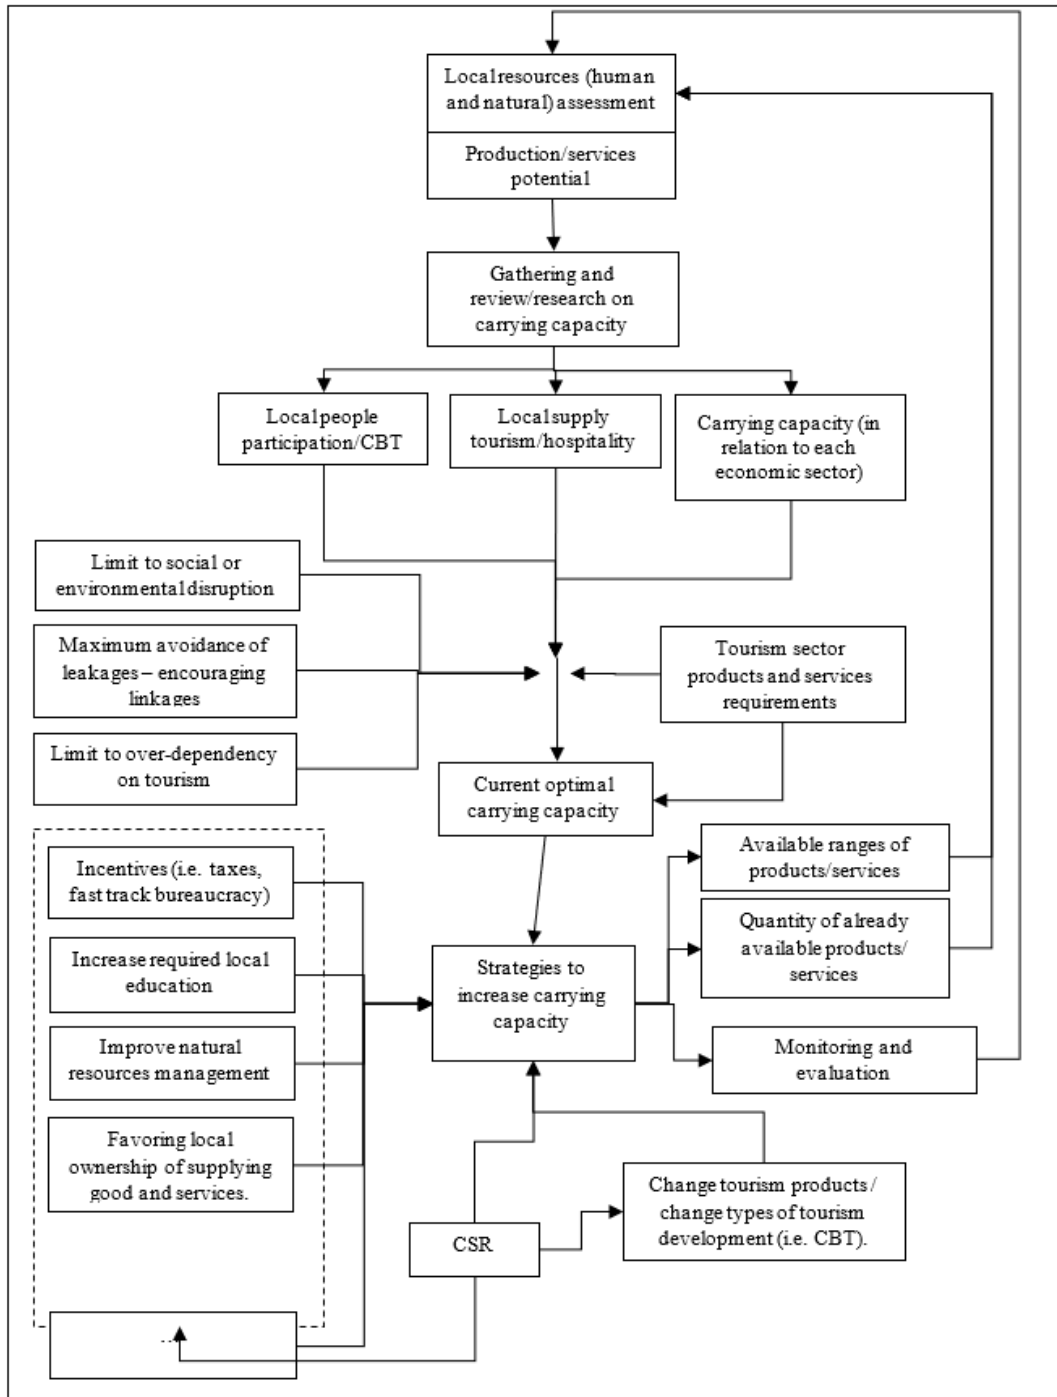 Local resources (human
and natural) assessment
Production/services
potential
Gathering and
review/research on
carrying capacity
Local people
participation/CBT
Local supply
tourism/hospitality
Carrying capacity (in
relation to each
economic sector)
Limit to social or
environmental disruption
Maximum avoidance of
leakages – encouraging
linkages
Limit to over-dependency
on tourism
Tourism sector
products and services
requirements
Current optimal
carrying capacity
Incentives (i.e. taxes,
fast track bureaucracy)
Increase required local
education
Improve natural
resources management
Favoring local
ownership of supplying
good and services.
Strategies to
increase carrying
capacity
Available ranges of
products/services
Quantity of already
available products/
services
Monitoring and
evaluation
Change tourism products /
change types of tourism
development (i.e. CBT).
CSR
...